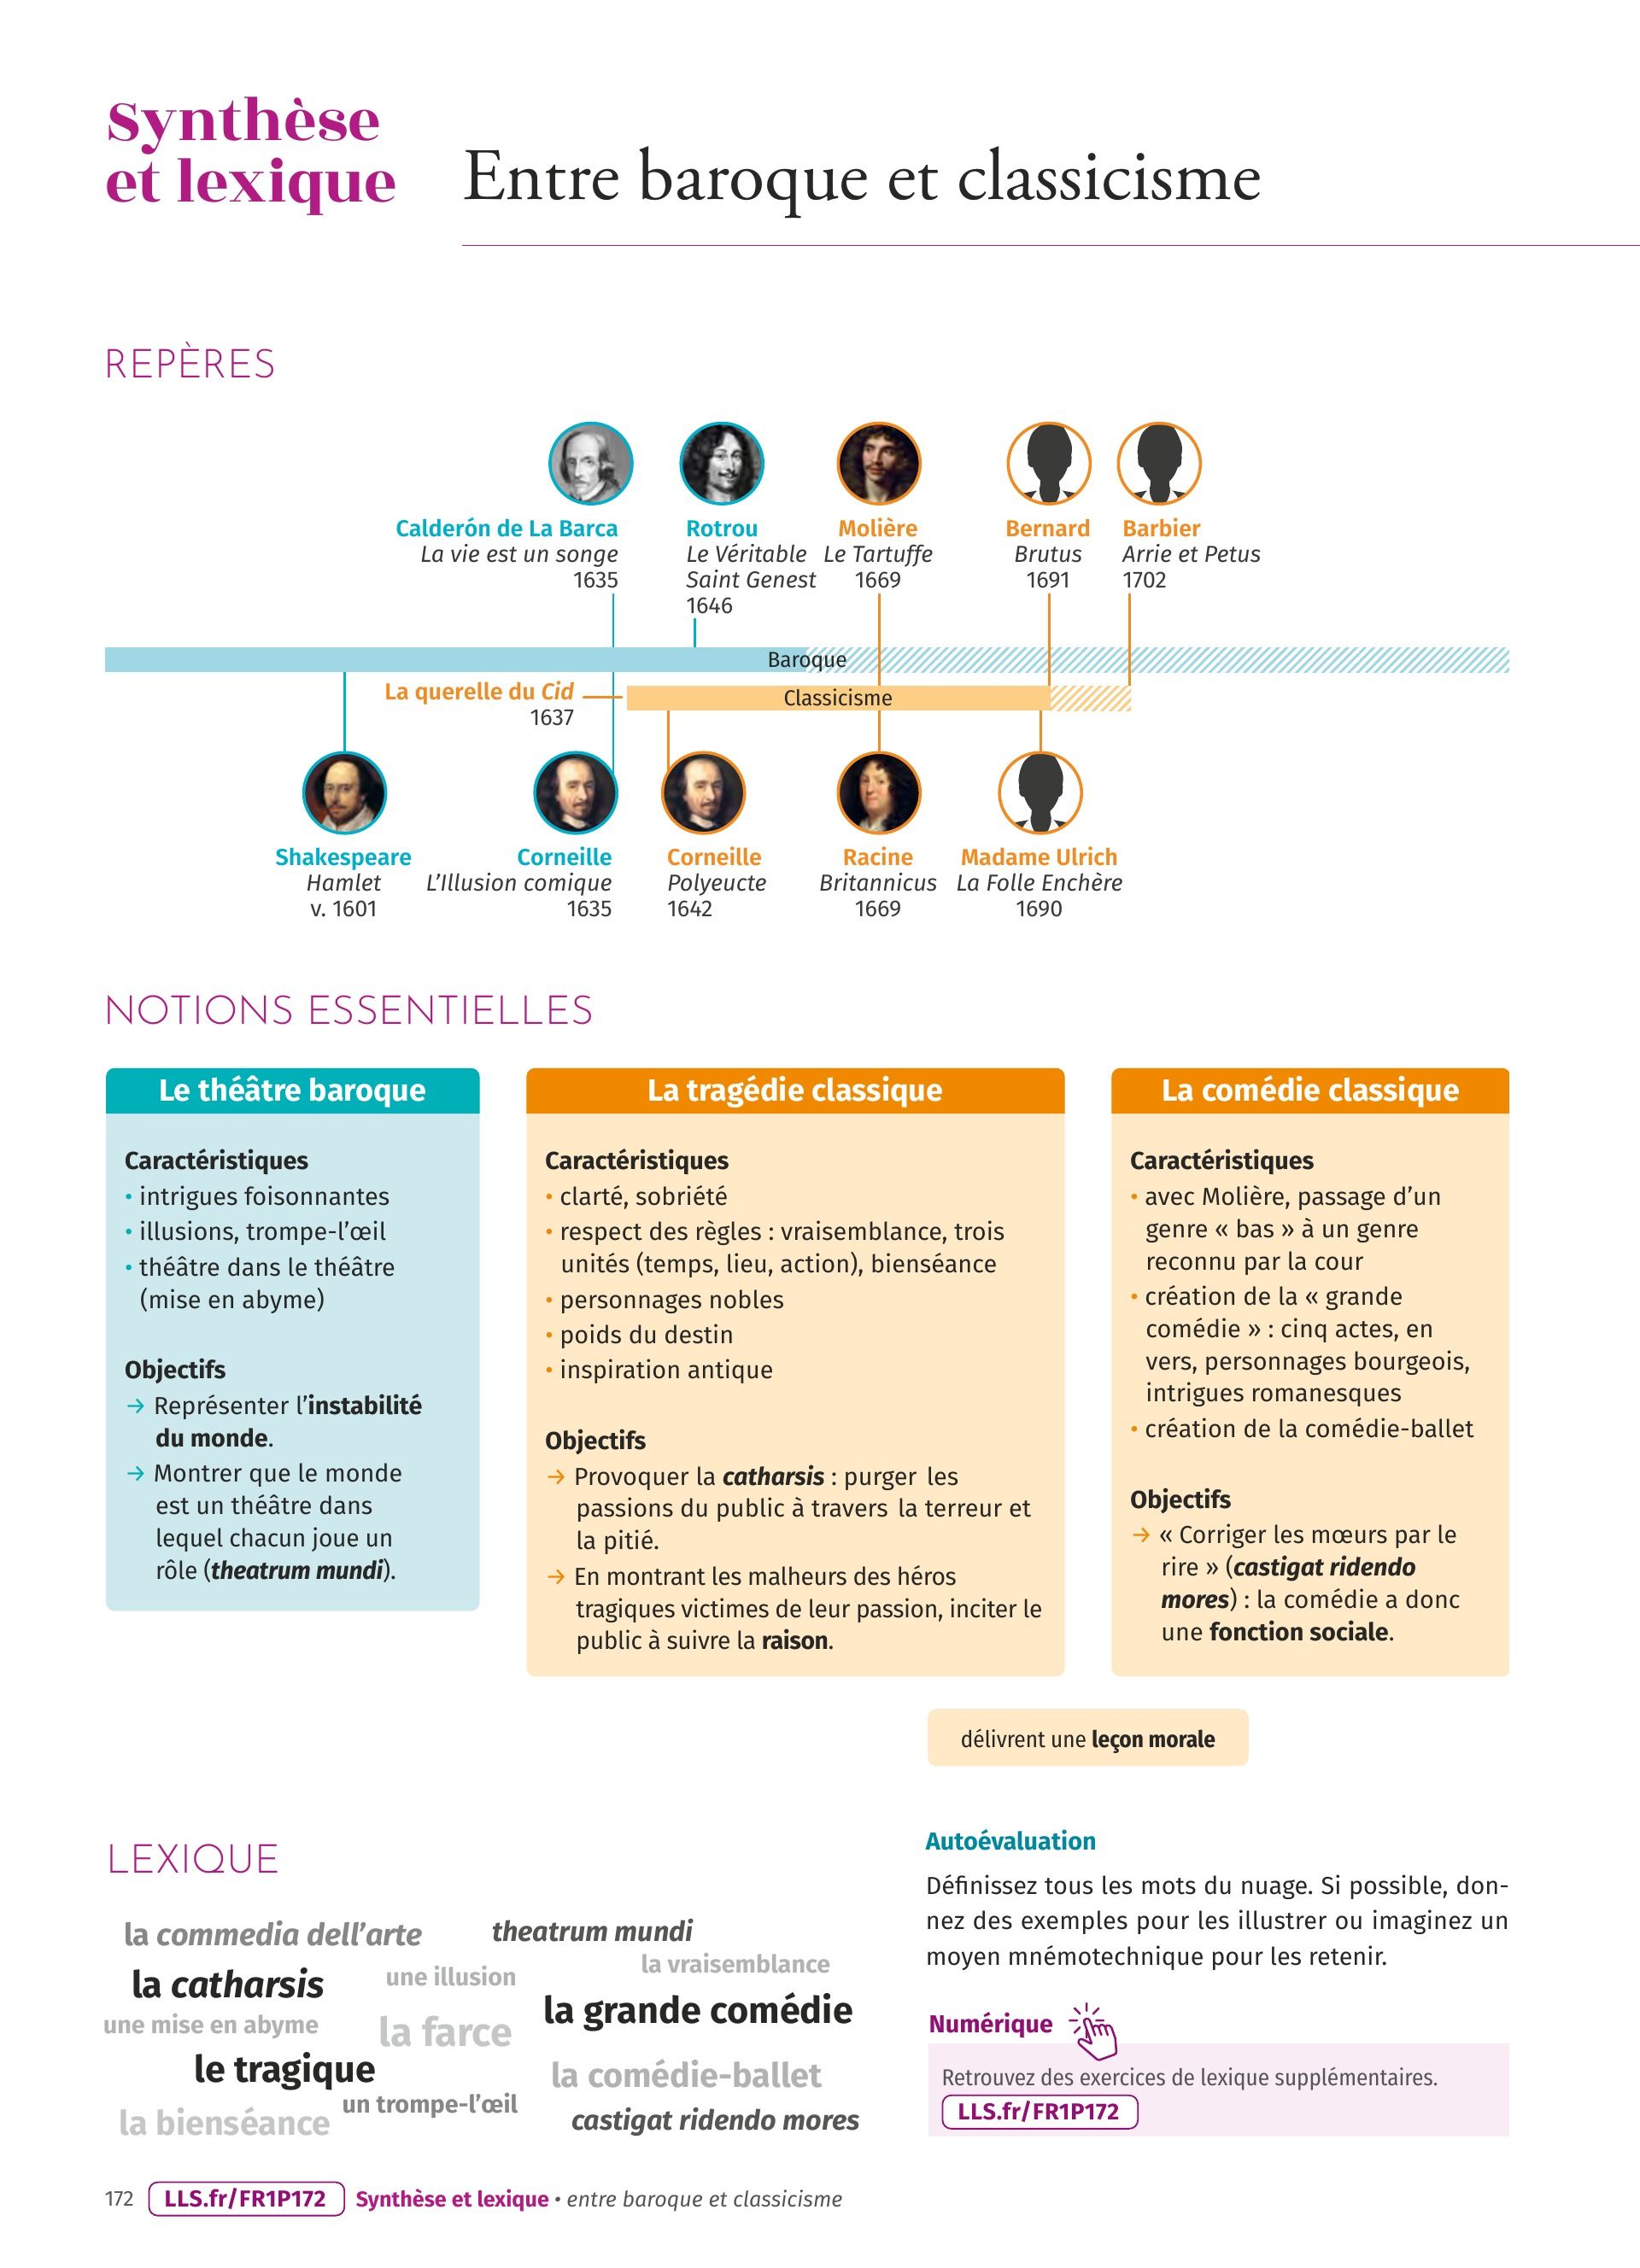 Synthèse
et lexique
Entre baroque et classicisme
REPÈRES
Calderón de La Barca
La vie est un songe
1635
Rotrou
Le Véritable
Saint Genest
1646
Molière
Le Tartuffe
1669
Bernard
Brutus
1691
Barbier
Arrie et Petus
1702
Baroque
La querelle du Cid
1637
Classicisme
Shakespeare
Hamlet
v. 1601
Corneille
L’Illusion comique
1635
Corneille
Polyeucte
1642
Racine
Britannicus
1669
Madame Ulrich
La Folle Enchère
1690
NOTIONS ESSENTIELLES
Le théâtre baroque
Caractéristiques
• intrigues foisonnantes
• illusions, trompe-l’œil
• théâtre dans le théâtre
(mise en abyme)
Objectifs
→ Représenter l’instabilité
du monde.
→ Montrer que le monde
est un théâtre dans
lequel chacun joue un
rôle (theatrum mundi).
La tragédie classique
Caractéristiques
• clarté, sobriété
• respect des règles : vraisemblance, trois
unités (temps, lieu, action), bienséance
• personnages nobles
• poids du destin
• inspiration antique
Objectifs
→ Provoquer la catharsis : purger les
passions du public à travers la terreur et
la pitié.
→ En montrant les malheurs des héros
tragiques victimes de leur passion, inciter le
public à suivre la raison.
La comédie classique
Caractéristiques
• avec Molière, passage d’un
genre « bas » à un genre
reconnu par la cour
• création de la « grande
comédie » : cinq actes, en
vers, personnages bourgeois,
intrigues romanesques
• création de la comédie-ballet
Objectifs
→ « Corriger les mœurs par le
rire » (castigat ridendo
mores) : la comédie a donc
une fonction sociale.
délivrent une leçon morale
LEXIQUE
la commedia dell’arte
theatrum mundi
la vraisemblance
la catharsis
une illusion
la grande comédie
une mise en abyme
la farce
le tragique
la comédie-ballet
un trompe-l’œil
la bienséance
castigat ridendo mores
Autoévaluation
Définissez tous les mots du nuage. Si possible, don-
nez des exemples pour les illustrer ou imaginez un
moyen mnémotechnique pour les retenir.
Numérique
Retrouvez des exercices de lexique supplémentaires.
LLS.fr/FR1P172
172 LLS.fr/FR1P172 Synthèse et lexique • entre baroque et classicisme